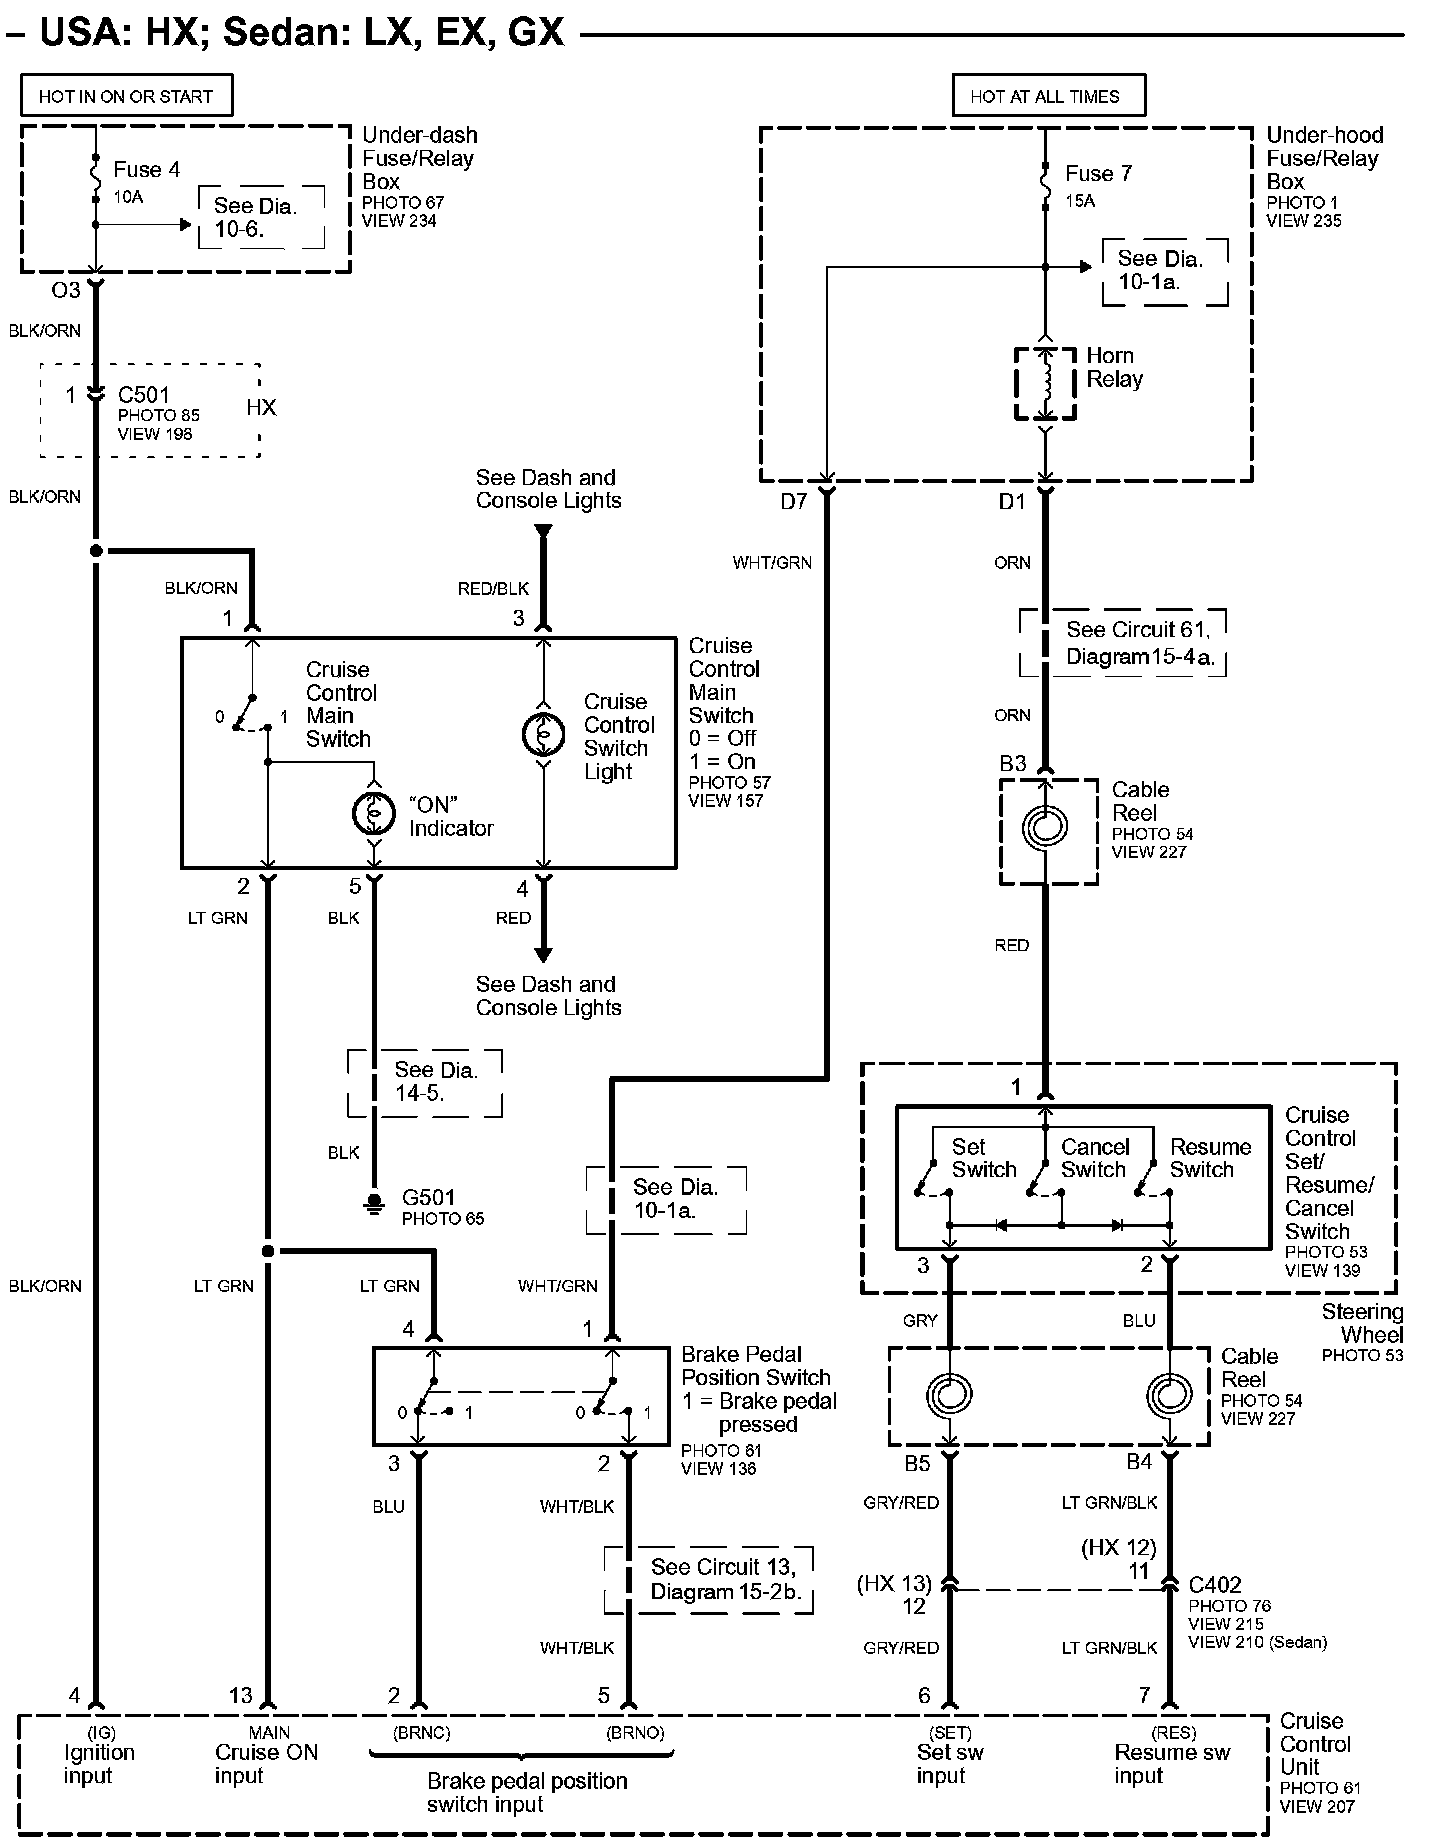 USA: HX; Sedan: LX, EX, GX
HOT IN ON OR START
HOT AT ALL TIMES
Under-dash
Fuse/Relay
Box
PHOTO 67
VIEW 234
Fuse 4
10A
See Dia.
10-6.
Under-hood
Fuse/Relay
Box
PHOTO 1
VIEW 235
Fuse 7
15A
See Dia.
10-1a.
Horn
Relay
O3
BLK/ORN
1
C501
PHOTO 85
VIEW 198
HX
BLK/ORN
See Dash and
Console Lights
D7
D1
WHT/GRN
ORN
BLK/ORN
RED/BLK
1
3
See Circuit 61,
Diagram 15-4a.
Cruise
Control
Main
Switch
0
1
Cruise
Control
Switch
Light
Cruise
Control
Main
Switch
0 = Off
1 = On
PHOTO 57
VIEW 157
ORN
B3
Cable
Reel
PHOTO 54
VIEW 227
“ON”
Indicator
2
5
4
LT GRN
BLK
RED
RED
See Dash and
Console Lights
See Dia.
14-5.
BLK
G501
PHOTO 65
See Dia.
10-1a.
1
Set
Switch
Cancel
Switch
Resume
Switch
Cruise
Control
Set/
Resume/
Cancel
Switch
PHOTO 53
VIEW 139
3
2
BLK/ORN
LT GRN
LT GRN
WHT/GRN
GRY
BLU
Steering
Wheel
PHOTO 53
4
1
0
1
0
1
Brake Pedal
Position Switch
1 = Brake pedal
pressed
PHOTO 61
VIEW 136
Cable
Reel
PHOTO 54
VIEW 227
3
2
B5
B4
BLU
WHT/BLK
GRY/RED
LT GRN/BLK
See Circuit 13,
Diagram 15-2b.
(HX 12)
11
(HX 13)
12
C402
PHOTO 76
VIEW 215
VIEW 210 (Sedan)
WHT/BLK
GRY/RED
LT GRN/BLK
4
13
2
5
6
7
(IG)
Ignition
input
MAIN
Cruise ON
input
(BRNC)
(BRNO)
Brake pedal position
switch input
(SET)
Set sw
input
(RES)
Resume sw
input
Cruise
Control
Unit
PHOTO 61
VIEW 207